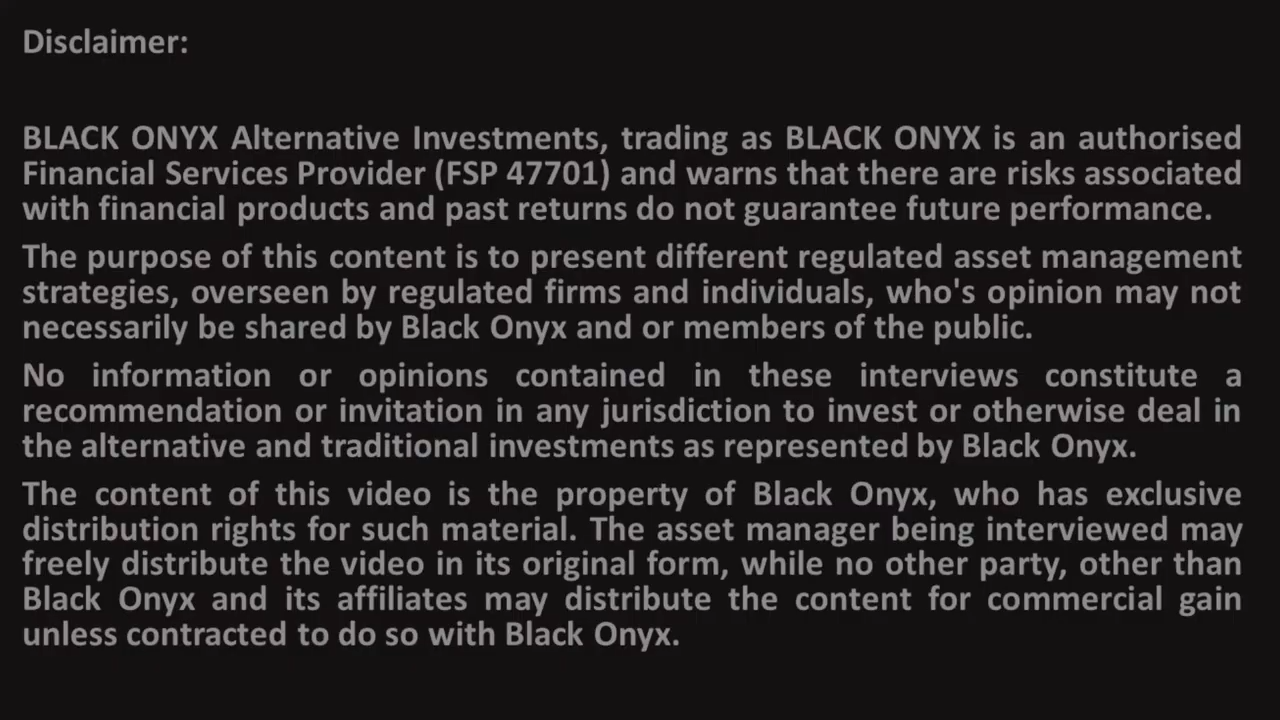 Disclaimer:
BLACK ONYX Alternative Investments, trading as BLACK ONYX is an authorised
Financial Services Provider (FSP 47701) and warns that there are risks associated
with financial products and past returns do not guarantee future performance.
The purpose of this content is to present different regulated asset management
strategies, overseen by regulated firms and individuals, who's opinion may not
necessarily be shared by Black Onyx and or members of the public.
No information or opinions contained in these interviews constitute a
recommendation or invitation in any jurisdiction to invest or otherwise deal in
the alternative and traditional investments as represented by Black Onyx.
The content of this video is the property of Black Onyx, who has exclusive
distribution rights for such material. The asset manager being interviewed may
freely distribute the video in its original form, while no other party, other than
Black Onyx and its affiliates may distribute the content for commercial gain
unless contracted to do so with Black Onyx.